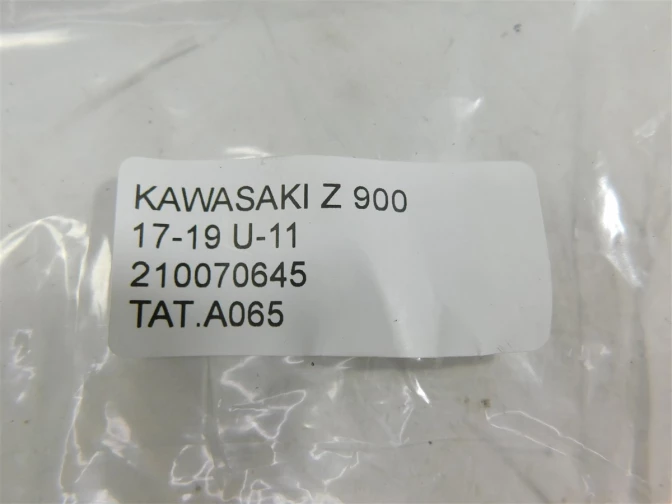 KAWASAKI Z 900
17-19 U-11
210070645
TAT.A065